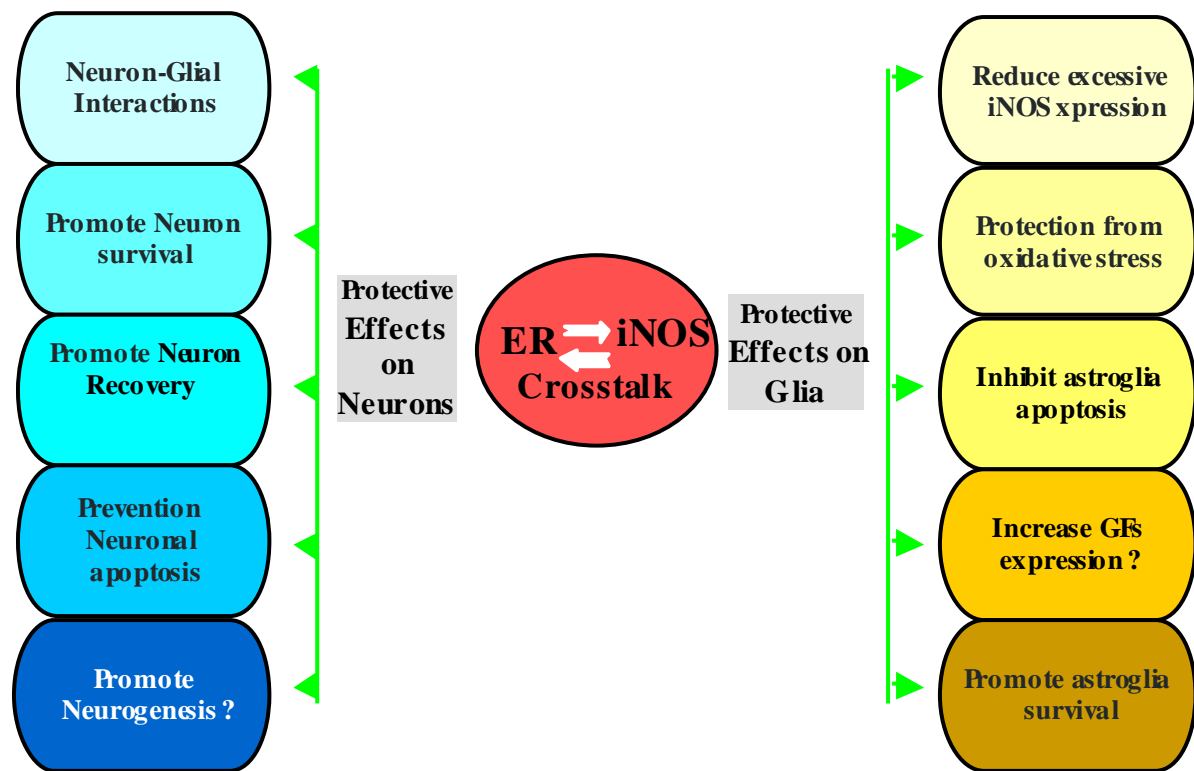 Neuron-Glial
Interactions
Promote Neuron
survival
Promote Neuron
Recovery
Prevention
Neuronal
apoptosis
Promote
Neurogenesis ?
Protective
Effects
on
Neurons
ER iNOS
Crosstalk
Protective
Effects on
Glia
Reduce excessive
iNOS xpression
Protection from
oxidative stress
Inhibit astroglia
apoptosis
Increase GFs
expression ?
Promote astroglia
survival